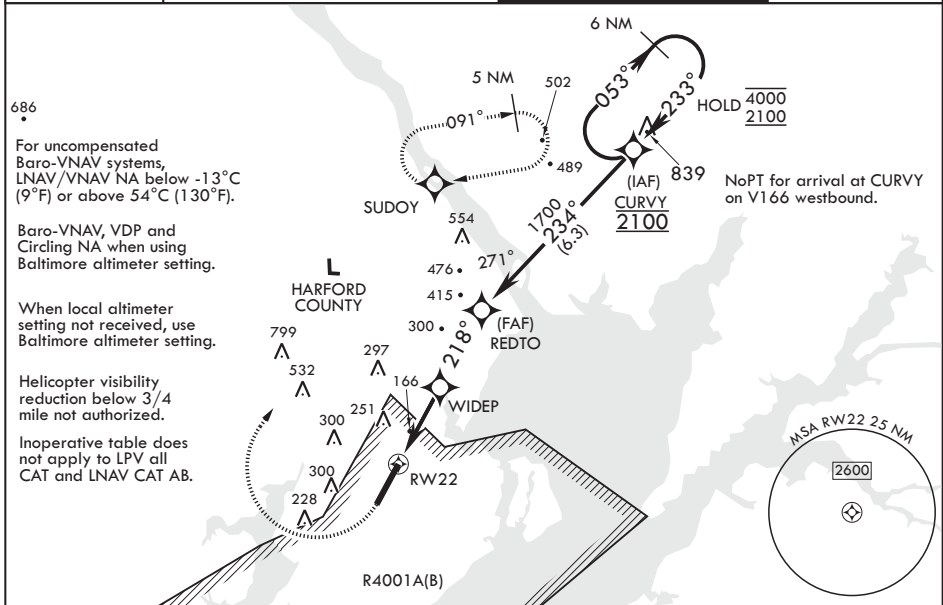 6 NM
5 NM
502
053°
233°
HOLD 4000
2100
686
091°
489
839
For uncompensated
Baro-VNAV systems,
LNAV/VNAV NA below -13°C
(9°F) or above 54°C (130°F).
SUDOY
(IAF)
CURVY
2100
NoPT for arrival at CURVY
on V166 westbound.
554
1700
234°
(6.3)
Baro-VNAV, VDP and
Circling NA when using
Baltimore altimeter setting.
476
271°
L
HARFORD
COUNTY
415
(FAF)
REDTO
When local altimeter
setting not received, use
Baltimore altimeter setting.
300
218°
799
532
297
166
WIDEP
Helicopter visibility
reduction below 3/4
mile not authorized.
251
300
Inoperative table does
not apply to LPV all
CAT and LNAV CAT AB.
300
RW22
228
MSA RW22 25 NM
2600
R4001A(B)